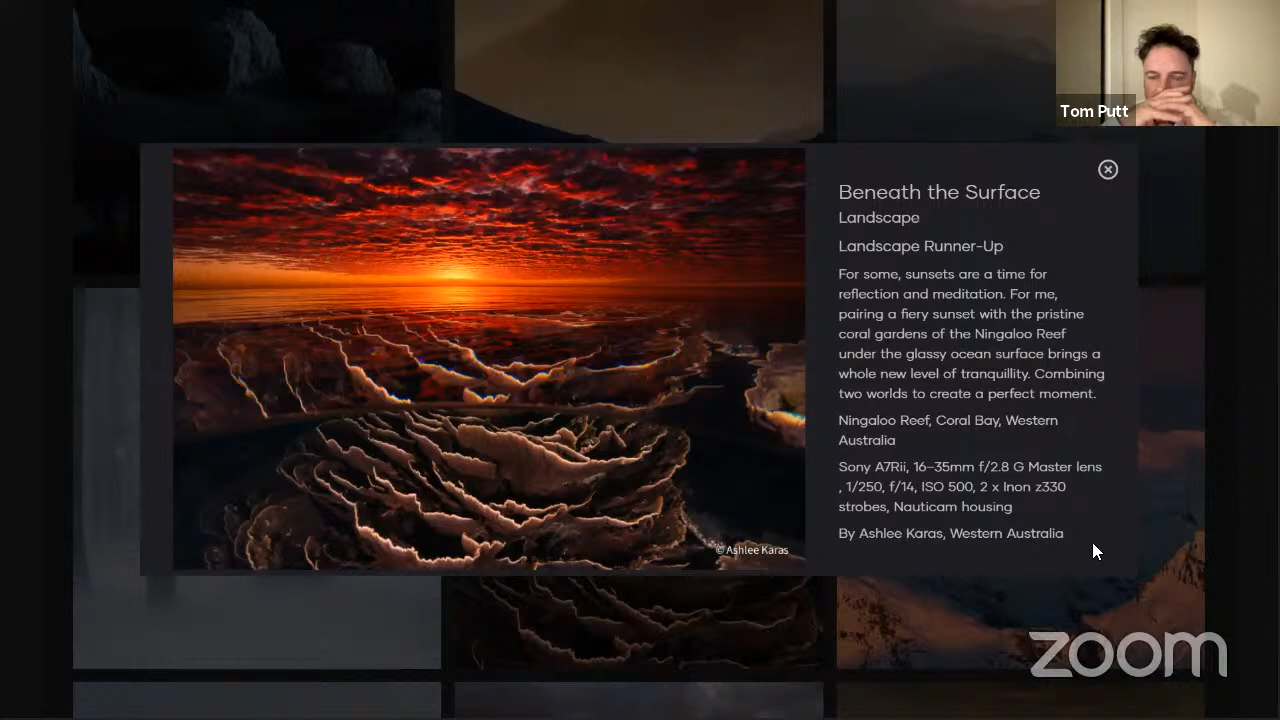 Tom Putt
Beneath the Surface
Landscape
Landscape Runner-Up
For some, sunsets are a time for
reflection and meditation. For me,
pairing a fiery sunset with the pristine
coral gardens of the Ningaloo Reef
under the glassy ocean surface brings a
whole new level of tranquillity. Combining
two worlds to create a perfect moment.
Ningaloo Reef, Coral Bay, Western
Australia
Sony A7Rii, 16–35mm f/2.8 G Master lens
, 1/250, f/14, ISO 500, 2 x Inon z330
strobes, Nauticam housing
By Ashlee Karas, Western Australia
© Ashlee Karas
zoom